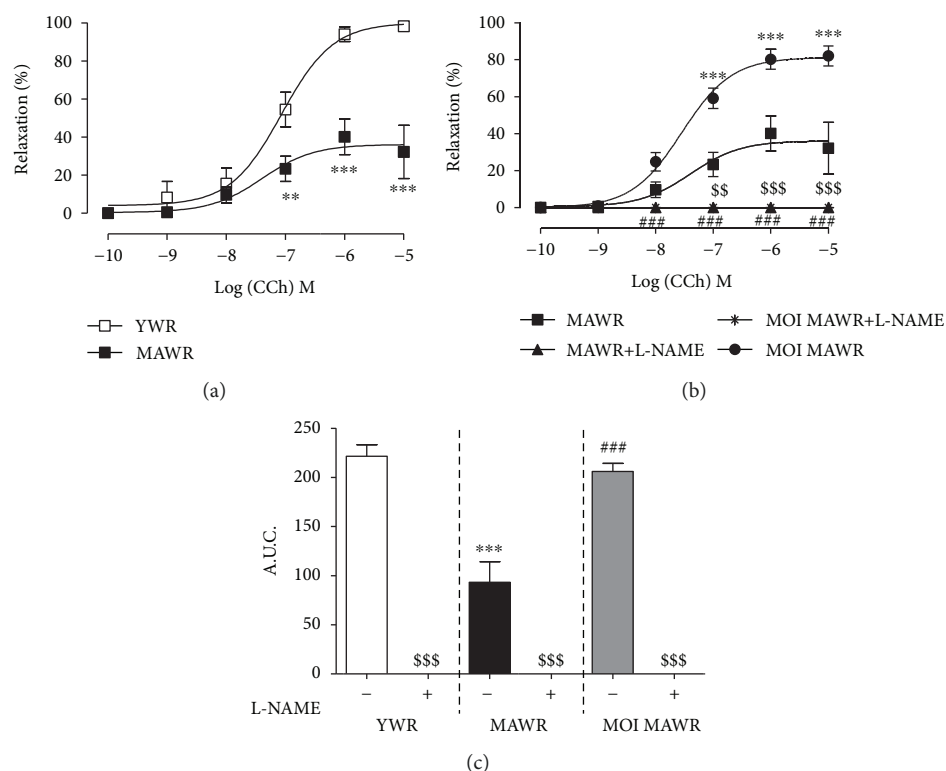 (a)
(b)
Relaxation (%)
100
80
60
40
20
0
**
***
***
−10
−9
−8
−7
−6
−5
Log (CCh) M
YWR
MAWR
Relaxation (%)
100
80
60
40
20
0
***
***
***
$$
$$$
$$$
###
###
###
###
−10
−9
−8
−7
−6
−5
Log (CCh) M
MAWR
MOI MAWR+L-NAME
MAWR+L-NAME
MOI MAWR
(a)
(b)
A.U.C.
250
200
150
100
50
0
$$$
***
$$$
###
$$$
L-NAME
− + − + − +
YWR MAWR MOI MAWR
(c)